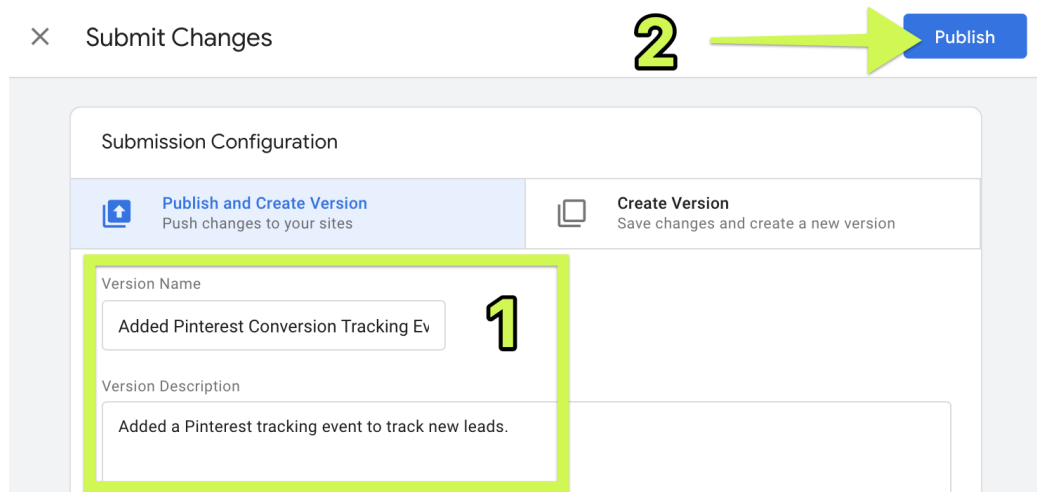 Submit Changes
2
Publish
Submission Configuration
Publish and Create Version
Push changes to your sites
Create Version
Save changes and create a new version
Version Name
Added Pinterest Conversion Tracking Ev
1
Version Description
Added a Pinterest tracking event to track new leads.